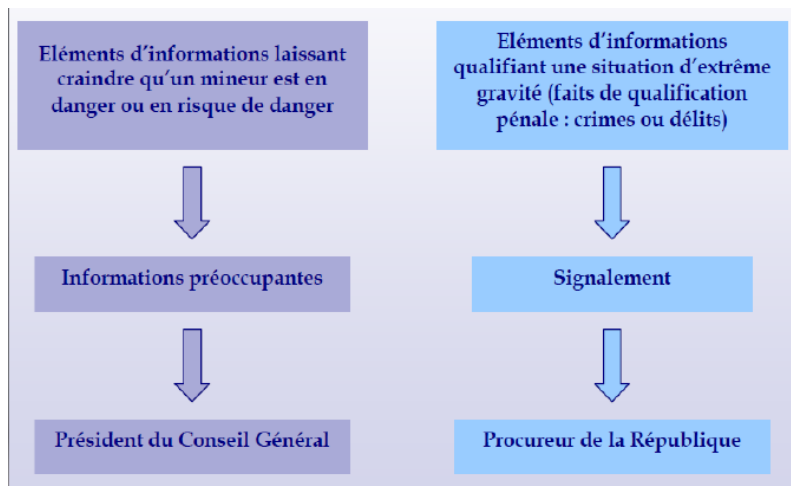 Eléments d'informations laissant
craindre qu'un mineur est en
danger ou en risque de danger
Informations préoccupantes
Président du Conseil Général
Eléments d'informations
qualifiant une situation d'extrême
gravité (faits de qualification
pénale : crimes ou délits)
Signalement
Procureur de la République